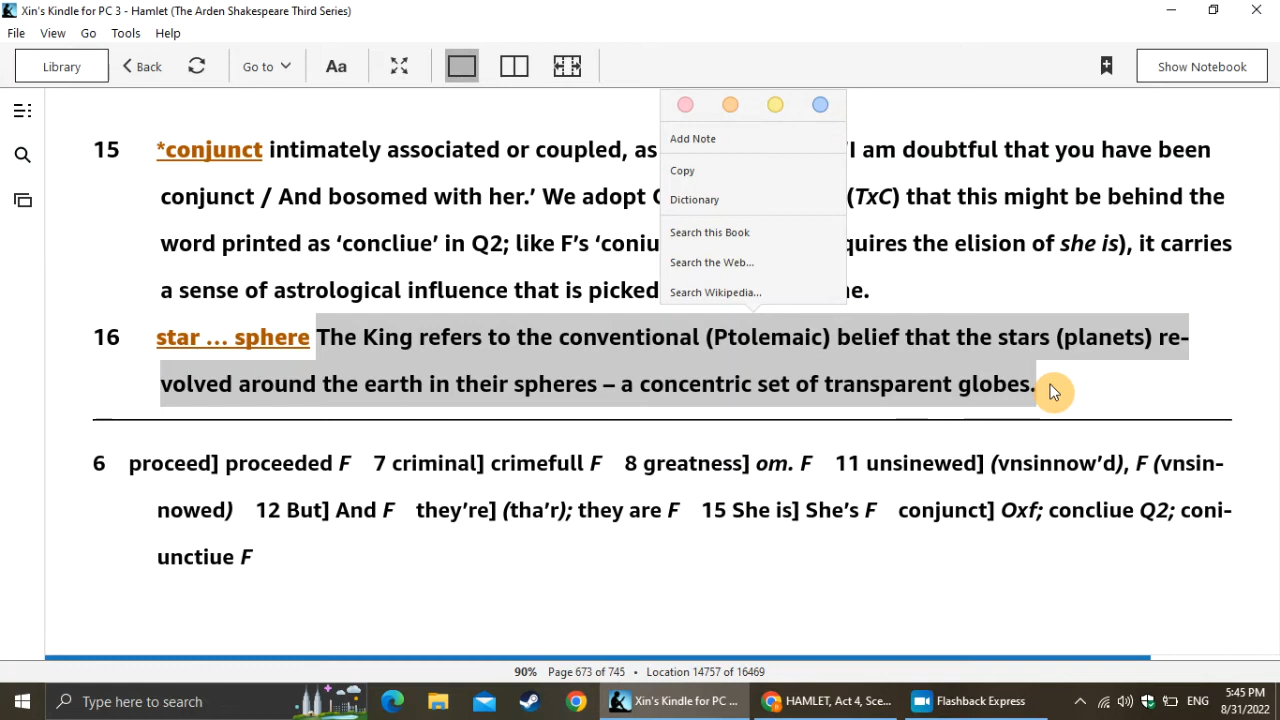 Xin's Kindle for PC 3 - Hamlet (The Arden Shakespeare Third Series)
File View Go Tools Help
Library Back Go to Aa Show Notebook
15 *conjunct intimately associated or coupled, as 'I am doubtful that you have been
conjunct / And bosomed with her.' We adopt (TxC) that this might be behind the
word printed as 'concliue' in Q2; like F's 'coniu quires the elision of she is), it carries
a sense of astrological influence that is picked ne.
16 star … sphere The King refers to the conventional (Ptolemaic) belief that the stars (planets) re-
volved around the earth in their spheres – a concentric set of transparent globes.
Add Note
Copy
Dictionary
Search this Book
Search the Web...
Search Wikipedia...
6 proceed] proceeded F 7 criminal] crimefull F 8 greatness] om. F 11 unsinewed] (vnsinnow'd), F (vnsin-
nowed) 12 But] And F they're] (tha'r); they are F 15 She is] She's F conjunct] Oxf; concliue Q2; coni-
unctiue F
90% Page 673 of 745 • Location 14757 of 16469
Type here to search Xin's Kindle for PC ... HAMLET, Act 4, Sce... Flashback Express ENG 5:45 PM
8/31/2022